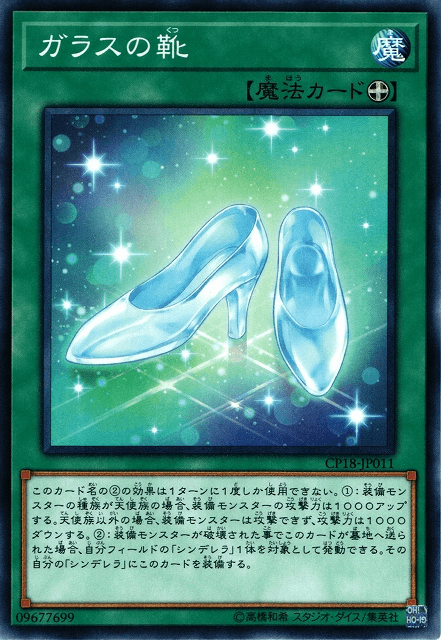 ガラスの靴
魔
【魔法カード】
CP18-JP011
このカード名の②の効果は１ターンに１度しか使用できない。①：装備モン
スターの種族が天使族の場合、装備モンスターの攻撃力は１０００アップ
する。天使族以外の場合、装備モンスターは攻撃できず、攻撃力は１０００
ダウンする。②：装備モンスターが破壊された事でこのカードが墓地へ送ら
れた場合、自分フィールドの「シンデレラ」１体を対象として発動できる。その
自分の「シンデレラ」にこのカードを装備する。
09677699
©高橋和希 スタジオ・ダイス/集英社